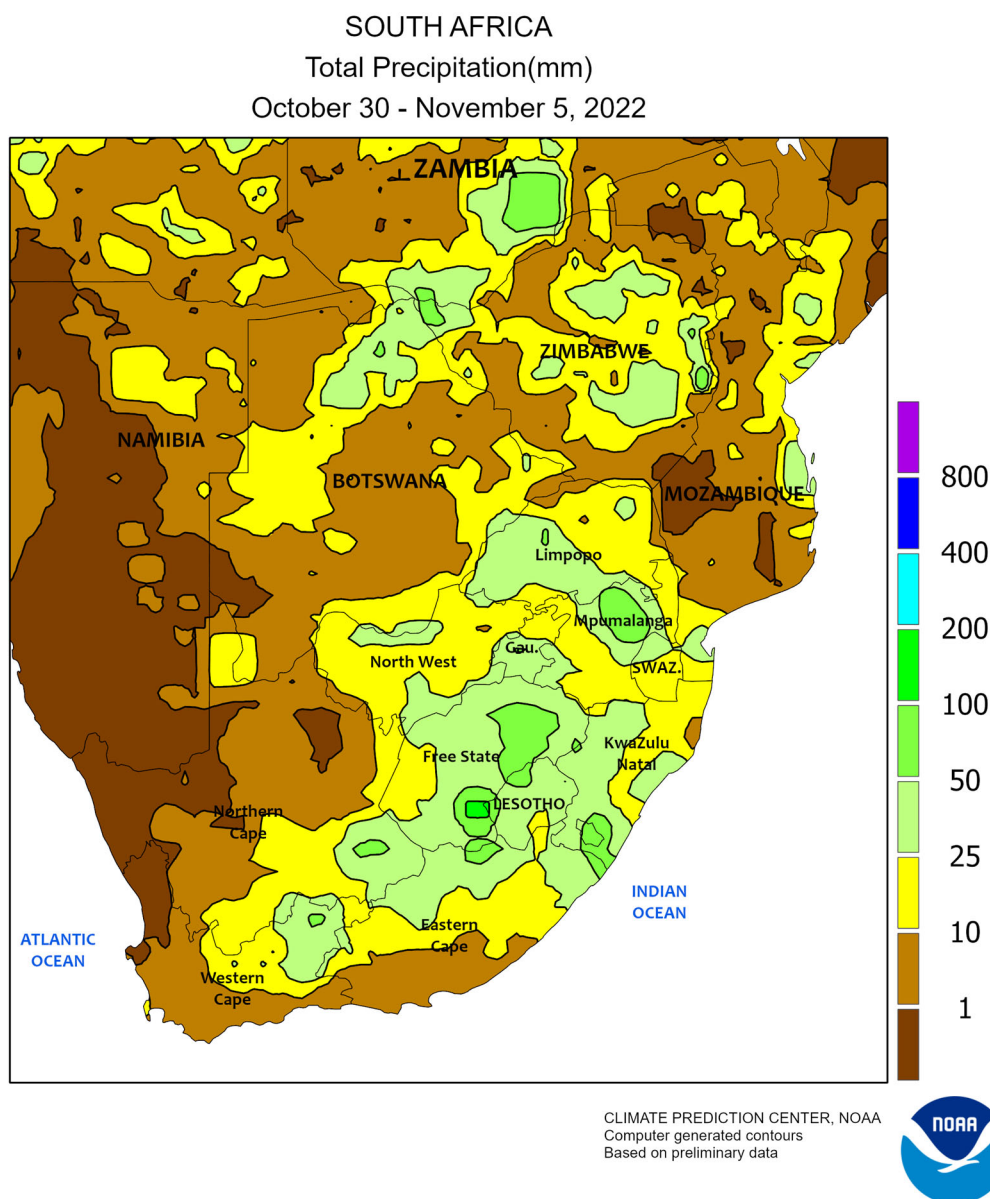 SOUTH AFRICA
Total Precipitation(mm)
October 30 - November 5, 2022
ZAMBIA
ZIMBABWE
NAMIBIA
BOTSWANA
MOZAMBIQUE
Limpopo
Mpumalanga
Gau.
North West
SWAZ.
KwaZulu
Natal
Free State
LESOTHO
Northern
Cape
INDIAN
OCEAN
Eastern
Cape
ATLANTIC
OCEAN
Western
Cape
800
400
200
100
50
25
10
1
CLIMATE PREDICTION CENTER, NOAA
Computer generated contours
Based on preliminary data
NOAA